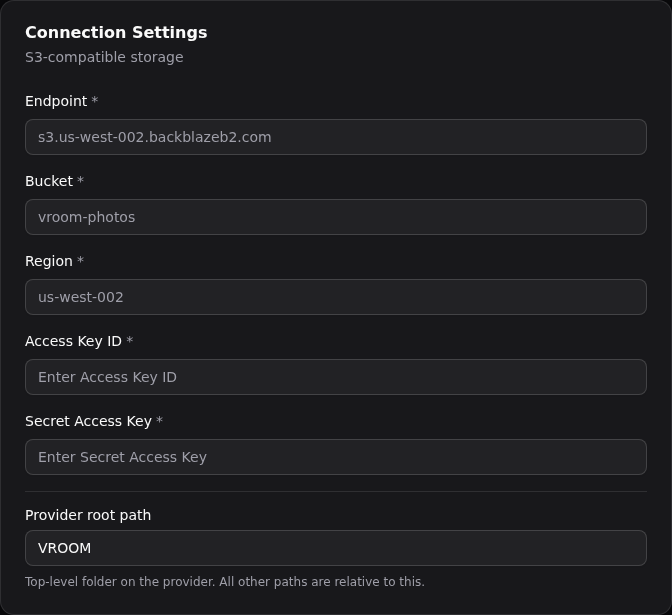 Connection Settings
S3-compatible storage
Endpoint *
s3.us-west-002.backblazeb2.com
Bucket *
vroom-photos
Region *
us-west-002
Access Key ID *
Enter Access Key ID
Secret Access Key *
Enter Secret Access Key
Provider root path
VROOM
Top-level folder on the provider. All other paths are relative to this.